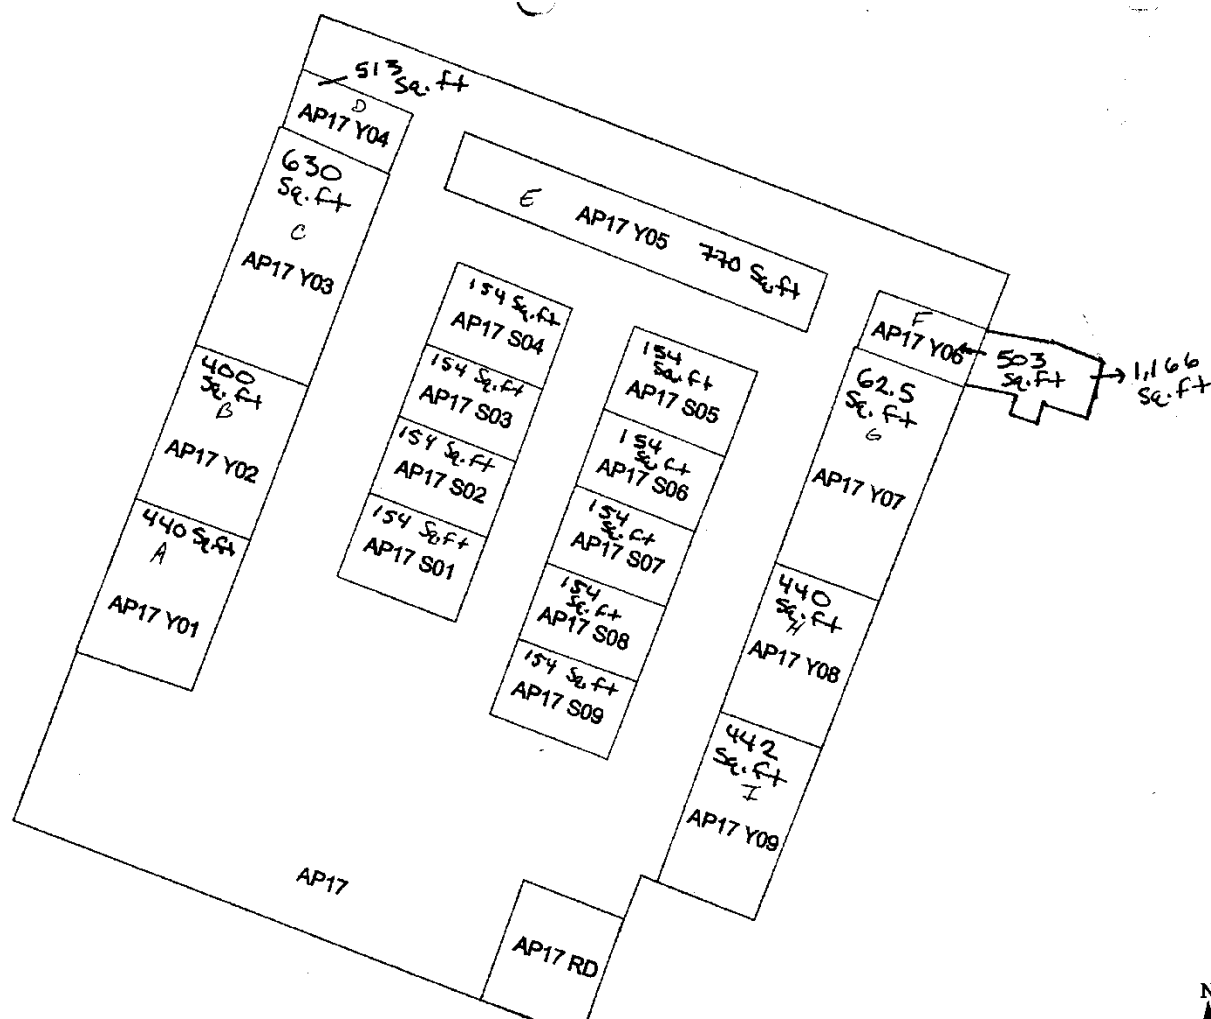 513
Sq. ft
D
AP17 Y04
630
Sq. ft
C
AP17 Y03
400
Sq. ft
B
AP17 Y02
440 Sq. ft
A
AP17 Y01
E AP17 Y05 770 Sq. ft
154 Sq. ft
AP17 S04
154 Sq. ft
AP17 S03
154 Sq. ft
AP17 S02
154 Sq. ft
AP17 S01
154
Sq. ft
AP17 S05
154
Sq. ft
AP17 S06
154
Sq. ft
AP17 S07
154
Sq. ft
AP17 S08
154 Sq. ft
AP17 S09
F
AP17 Y06
503
Sq. ft
1,166
Sq. ft
62.5
Sq. ft
G
AP17 Y07
440
Sq. ft
H
AP17 Y08
442
Sq. ft
I
AP17 Y09
AP17
AP17 RD
N